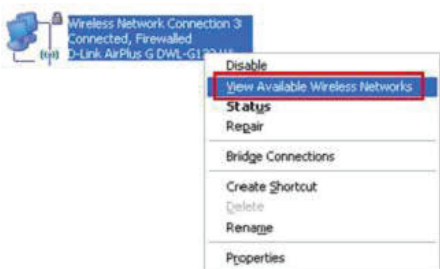 Wireless Network Connection 3
Connected, Firewalled
D-Link AirPlus G DWL-G
Disable
View Available Wireless Networks
Status
Repair
Bridge Connections
Create Shortcut
Delete
Rename
Properties